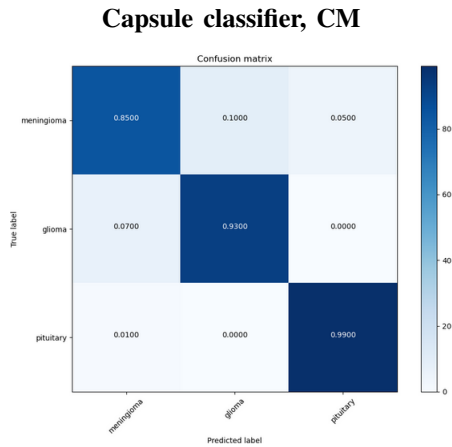 Capsule classifier, CM
Confusion matrix
True label
meningioma 0.8500 0.1000 0.0500
glioma 0.0700 0.9300 0.0000
pituitary 0.0100 0.0000 0.9900
meningioma glioma pituitary
Predicted label
80
60
40
20
0